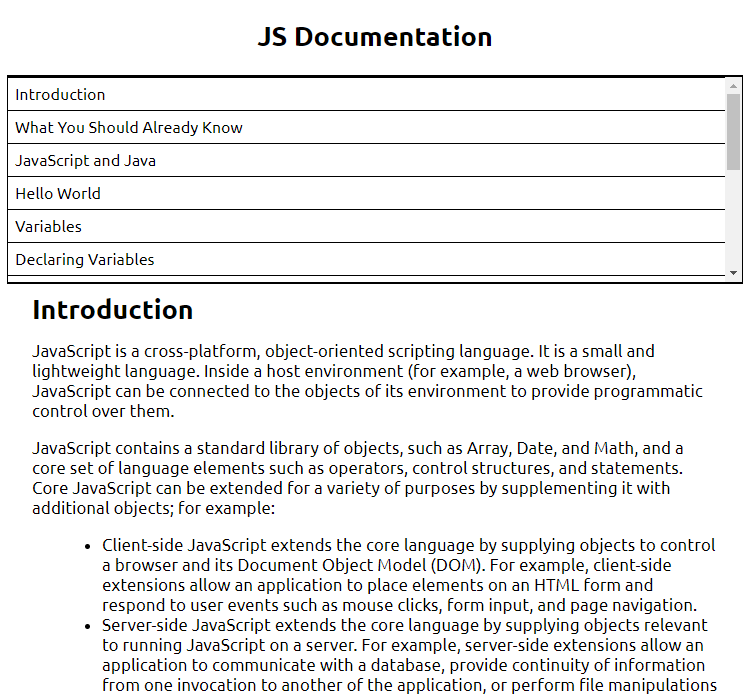 JS Documentation
Introduction
What You Should Already Know
JavaScript and Java
Hello World
Variables
Declaring Variables
Introduction
JavaScript is a cross-platform, object-oriented scripting language. It is a small and
lightweight language. Inside a host environment (for example, a web browser),
JavaScript can be connected to the objects of its environment to provide programmatic
control over them.
JavaScript contains a standard library of objects, such as Array, Date, and Math, and a
core set of language elements such as operators, control structures, and statements.
Core JavaScript can be extended for a variety of purposes by supplementing it with
additional objects; for example:
• Client-side JavaScript extends the core language by supplying objects to control
a browser and its Document Object Model (DOM). For example, client-side
extensions allow an application to place elements on an HTML form and
respond to user events such as mouse clicks, form input, and page navigation.
• Server-side JavaScript extends the core language by supplying objects relevant
to running JavaScript on a server. For example, server-side extensions allow an
application to communicate with a database, provide continuity of information
from one invocation to another of the application, or perform file manipulations